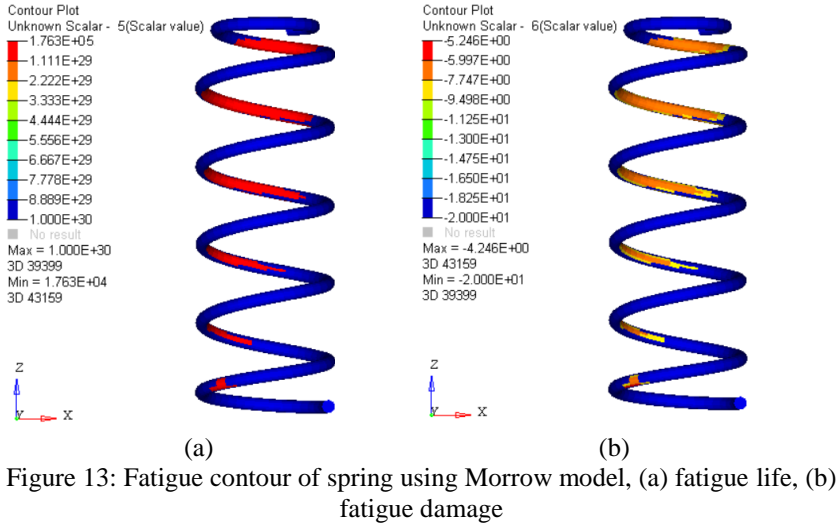 Contour Plot
Unknown Scalar - 5(Scalar value)
1.763E+05
1.111E+29
2.222E+29
3.333E+29
4.444E+29
5.556E+29
6.667E+29
7.778E+29
8.889E+29
1.000E+30
No result
Max = 1.000E+30
3D 39399
Min = 1.763E+04
3D 43159
Z
Y
X
(a)
Contour Plot
Unknown Scalar - 6(Scalar value)
-5.246E+00
-5.997E+00
-7.747E+00
-9.498E+00
-1.125E+01
-1.300E+01
-1.475E+01
-1.650E+01
-1.825E+01
-2.000E+01
No result
Max = -4.246E+00
3D 43159
Min = -2.000E+01
3D 39399
Z
Y
X
(b)
Figure 13: Fatigue contour of spring using Morrow model, (a) fatigue life, (b)
fatigue damage